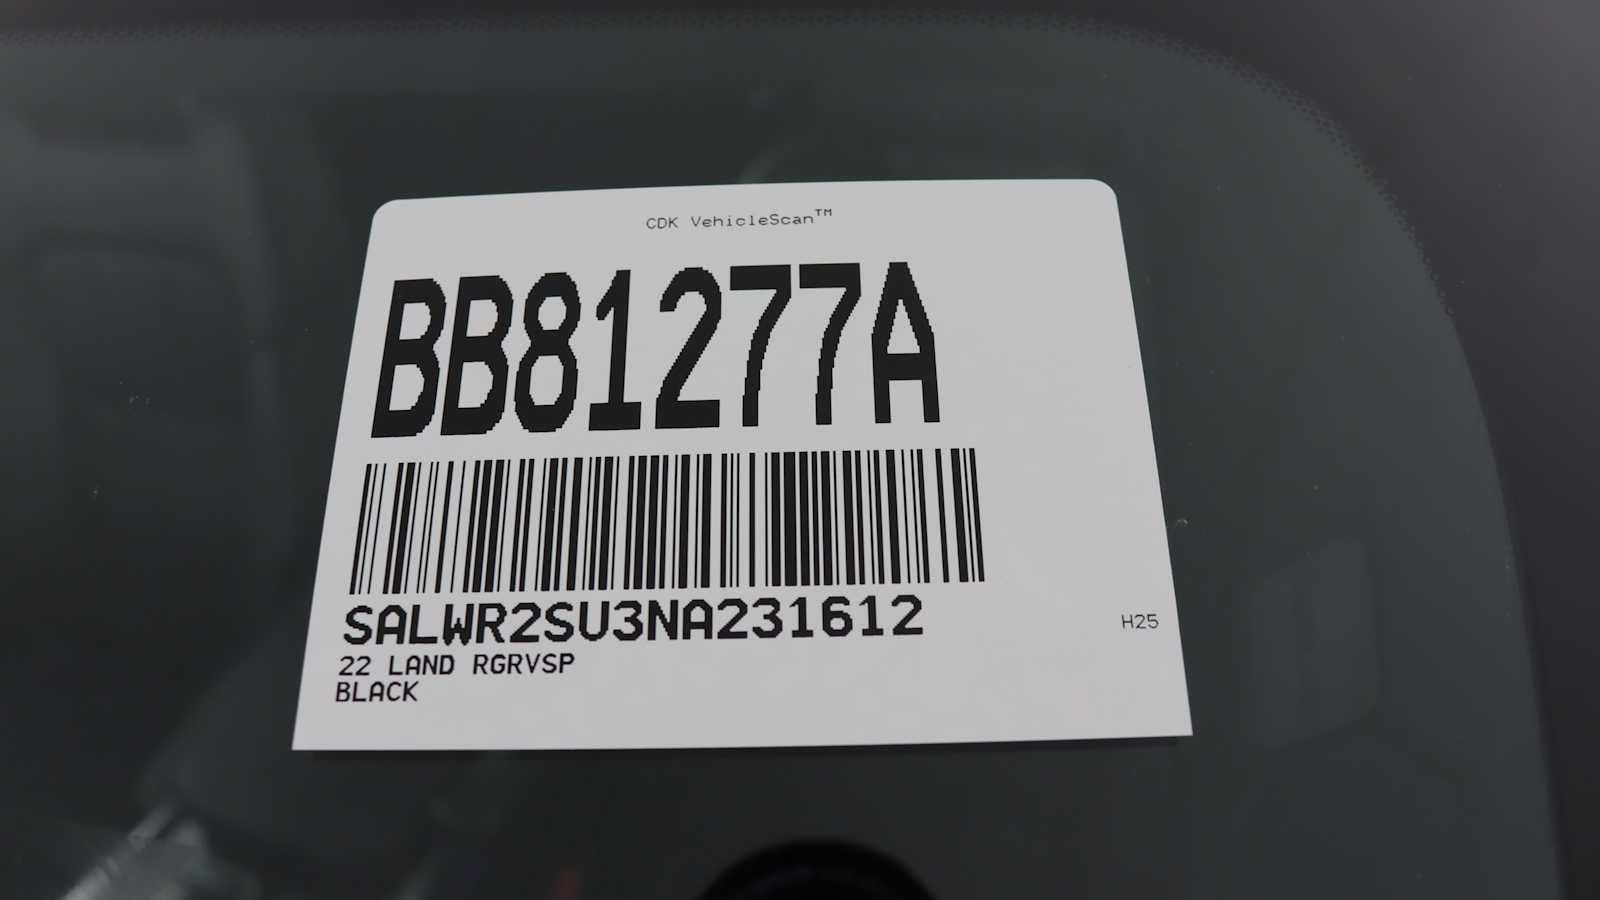 CDK VehicleScan™
BB81277A
SALWR2SU3NA231612
22 LAND RGRVSP
BLACK
H25